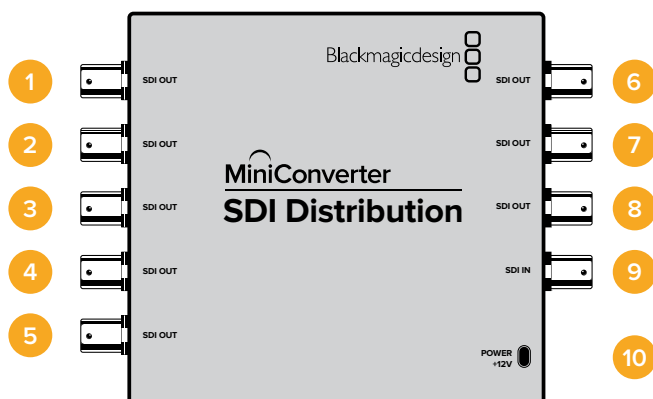 Blackmagicdesign
1
SDI OUT
SDI OUT
6
2
SDI OUT
SDI OUT
7
MiniConverter
3
SDI OUT
SDI Distribution
SDI OUT
8
4
SDI OUT
SDI IN
9
5
SDI OUT
POWER
+12V
10